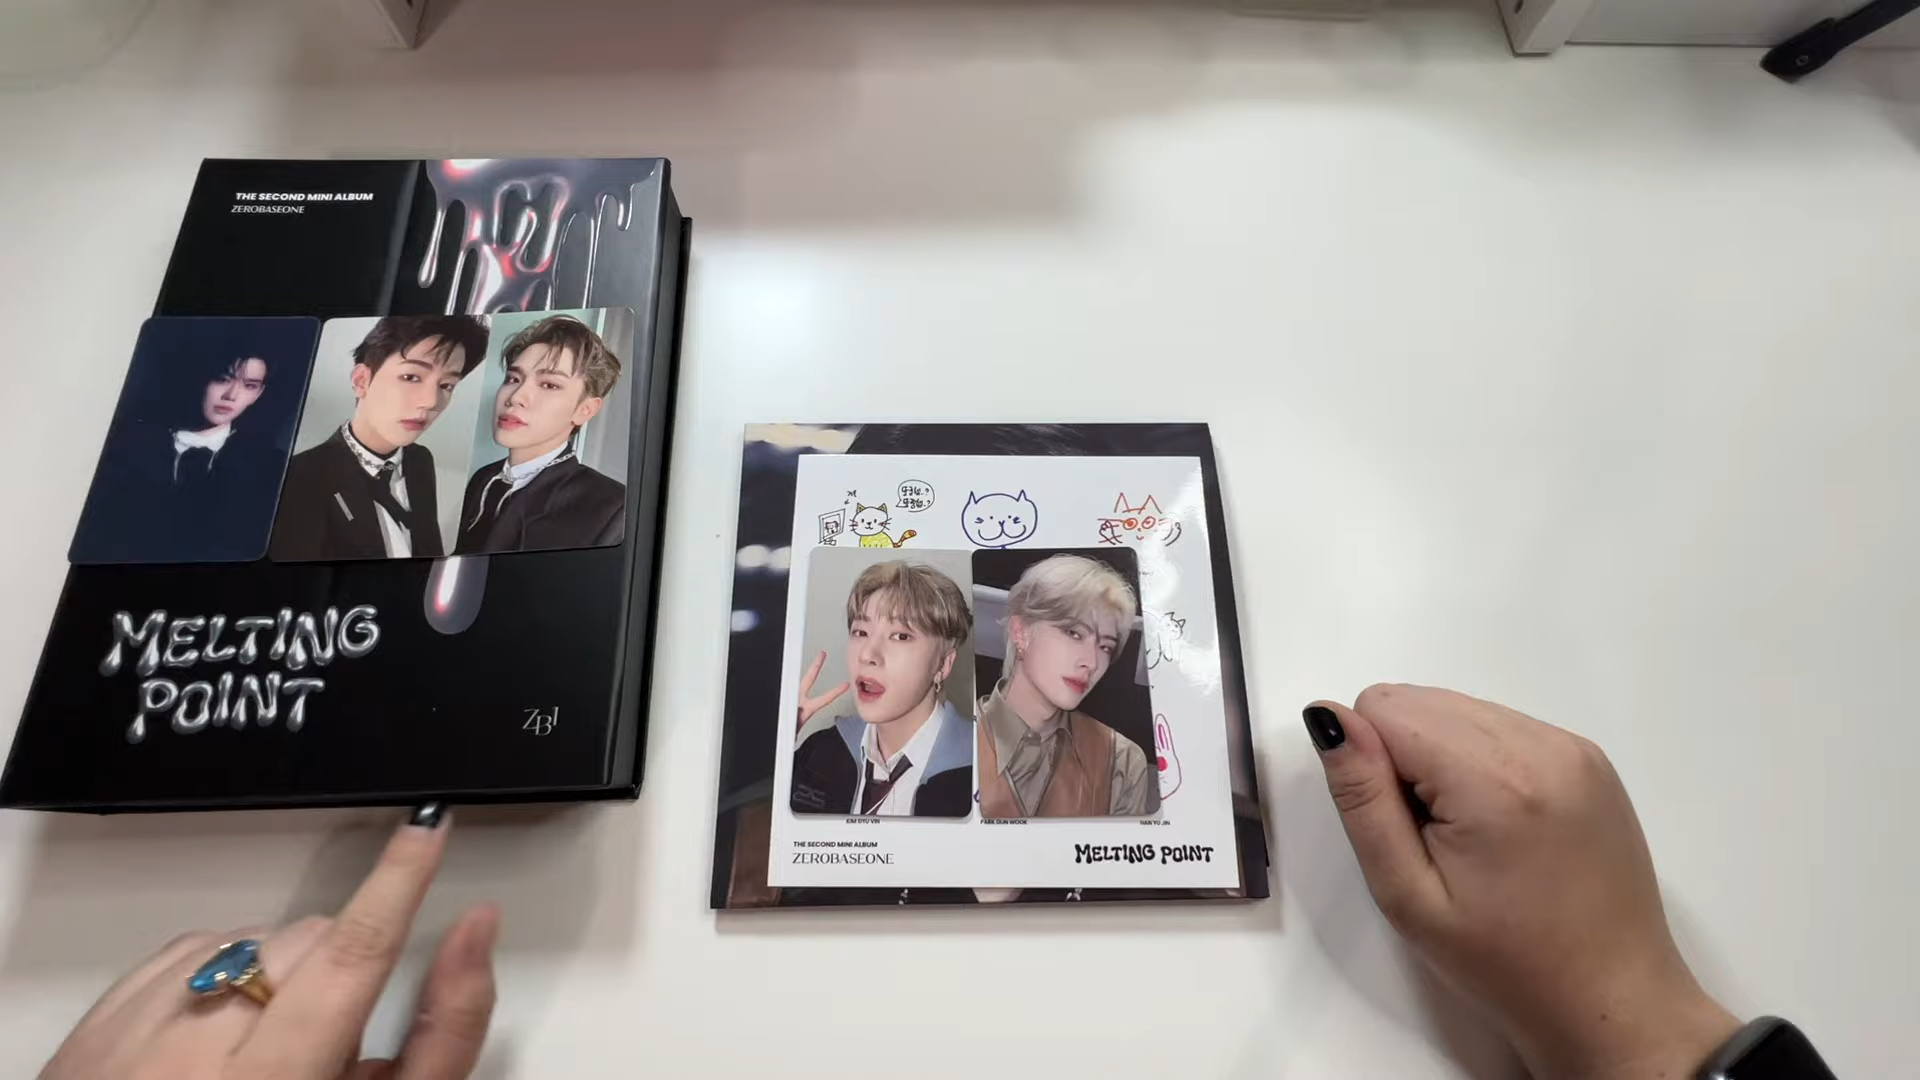 THE SECOND MINI ALBUM
ZEROBASEONE
MELTING
POINT
ZB1
KIM GYU VIN
PARK GUN WOOK
HAN YU JIN
THE SECOND MINI ALBUM
ZEROBASEONE
MELTING POINT